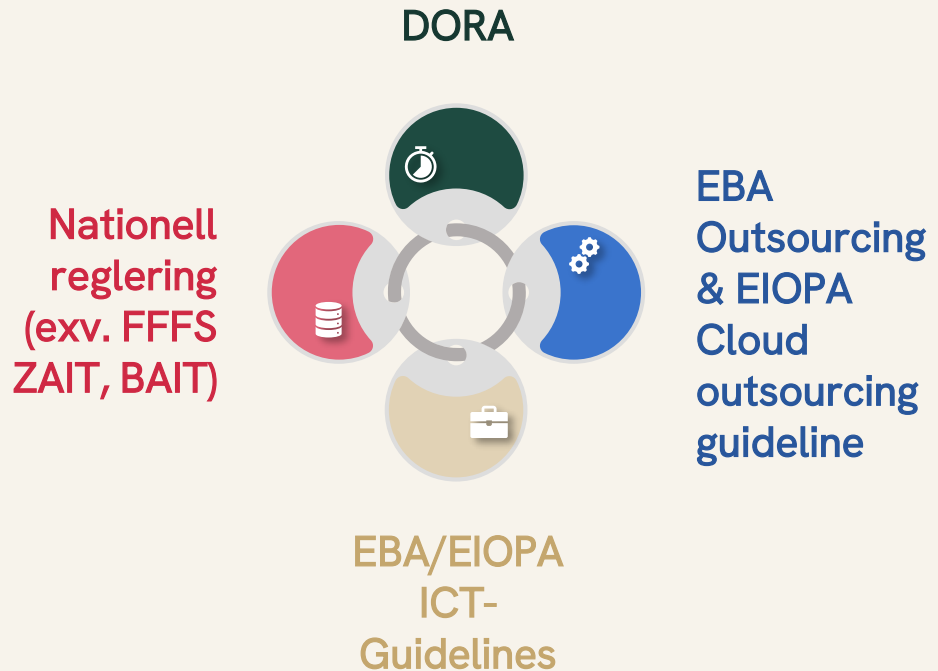 DORA
Nationell
reglering
(exv. FFFS
ZAIT, BAIT)
EBA
Outsourcing
& EIOPA
Cloud
outsourcing
guideline
EBA/EIOPA
ICT-
Guidelines